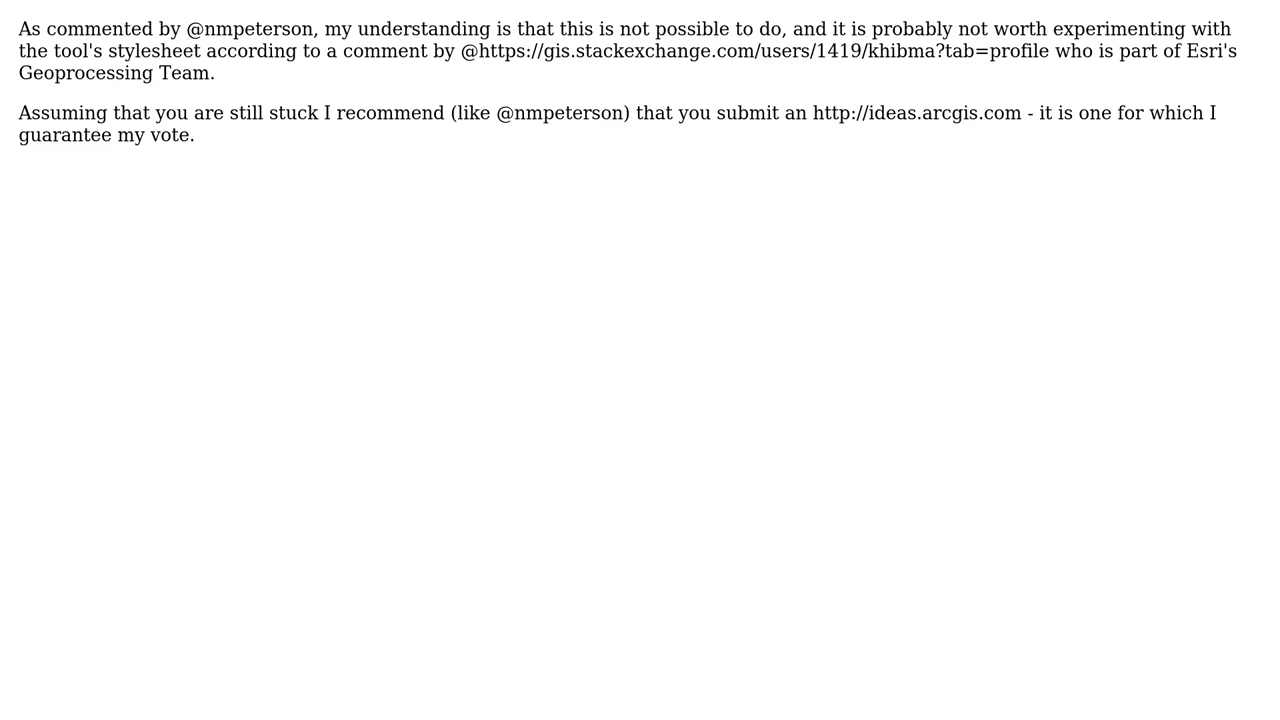 As commented by @nmpeterson, my understanding is that this is not possible to do, and it is probably not worth experimenting with
the tool's stylesheet according to a comment by @https://gis.stackexchange.com/users/1419/khibma?tab=profile who is part of Esri's
Geoprocessing Team.
Assuming that you are still stuck I recommend (like @nmpeterson) that you submit an http://ideas.arcgis.com - it is one for which I
guarantee my vote.